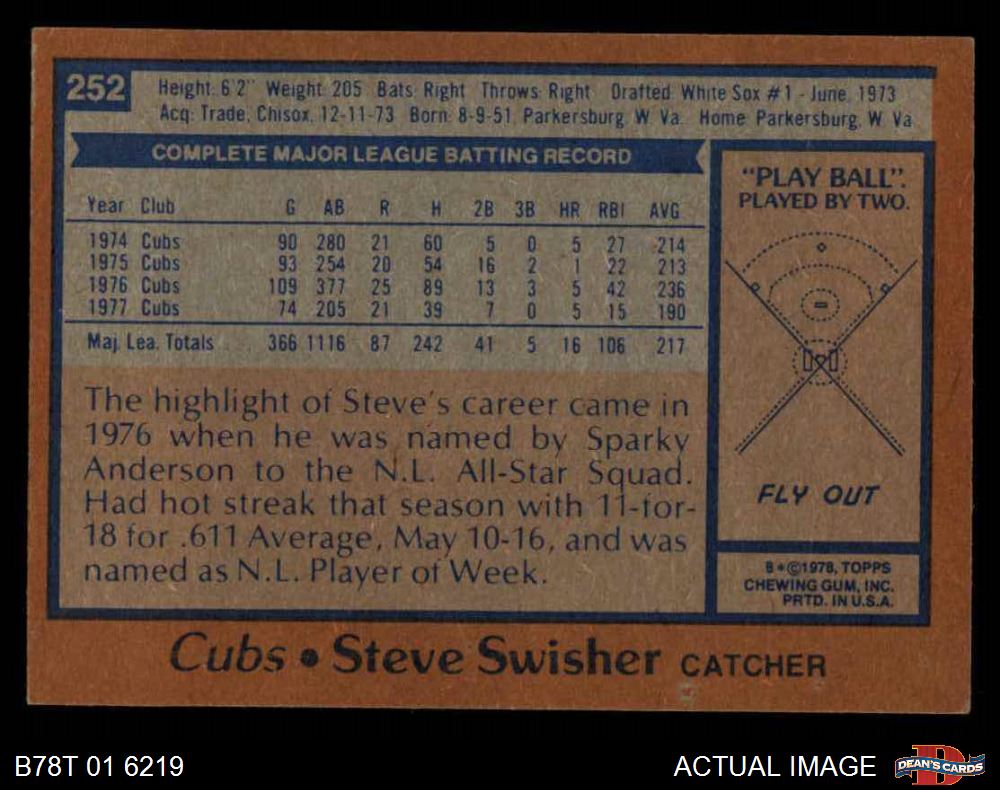 252
Height: 6'2" Weight: 205 Bats: Right Throws: Right Drafted: White Sox #1 - June, 1973
Acq: Trade, Chisox, 12-11-73 Born: 8-9-51, Parkersburg, W. Va. Home: Parkersburg, W. Va.
COMPLETE MAJOR LEAGUE BATTING RECORD
Year Club G AB R H 2B 3B HR RBI AVG
1974 Cubs 90 280 21 60 5 0 5 27 .214
1975 Cubs 93 254 20 54 16 2 1 22 .213
1976 Cubs 109 377 25 89 13 3 5 42 .236
1977 Cubs 74 205 21 39 7 0 5 15 .190
Maj. Lea. Totals 366 1116 87 242 41 5 16 106 .217
The highlight of Steve's career came in
1976 when he was named by Sparky
Anderson to the N.L. All-Star Squad.
Had hot streak that season with 11-for-
18 for .611 Average, May 10-16, and was
named as N.L. Player of Week.
"PLAY BALL".
PLAYED BY TWO.
FLY OUT
B*©1978, TOPPS
CHEWING GUM, INC.
PRTD. IN U.S.A.
Cubs • Steve Swisher CATCHER
B78T 01 6219
ACTUAL IMAGE
D
DEAN'S CARDS